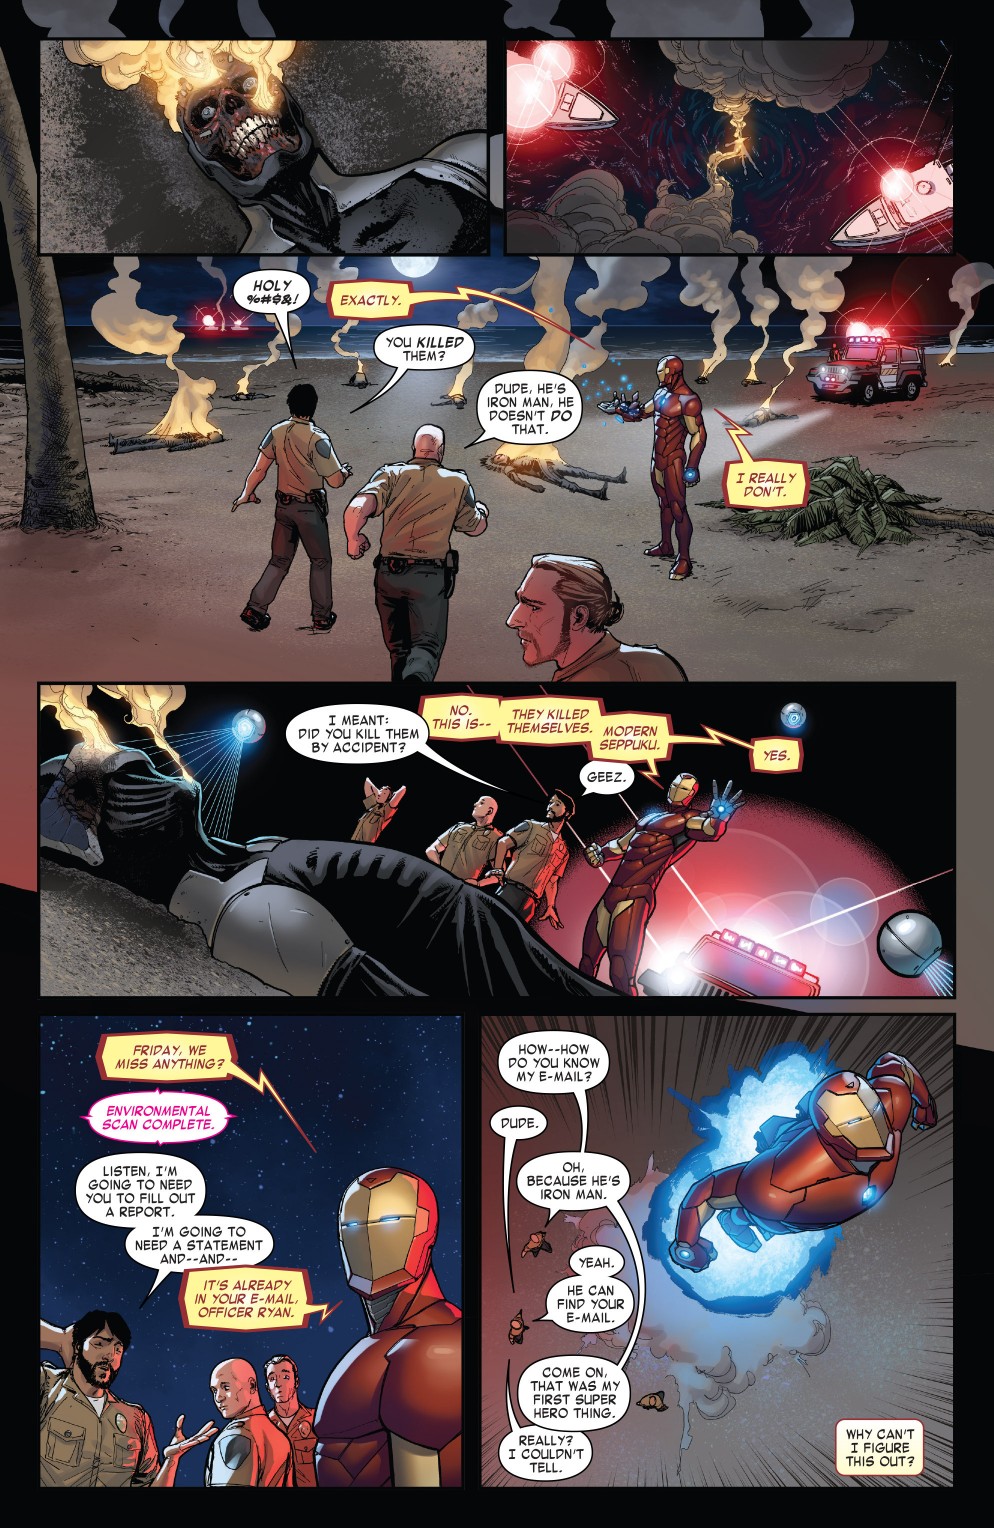 HOLY
%#$&!
EXACTLY.
YOU KILLED
THEM?
DUDE, HE'S
IRON MAN, HE
DOESN'T DO
THAT.
I REALLY
DON'T.
I MEANT:
DID YOU KILL THEM
BY ACCIDENT?
NO.
THIS IS--
THEY KILLED
THEMSELVES.
MODERN
SEPPUKU.
GEEZ.
YES.
FRIDAY, WE
MISS ANYTHING?
ENVIRONMENTAL
SCAN COMPLETE.
LISTEN, I'M
GOING TO NEED
YOU TO FILL OUT
A REPORT.
I'M GOING TO
NEED A STATEMENT
AND--AND--
IT'S ALREADY
IN YOUR E-MAIL,
OFFICER RYAN.
HOW--HOW
DO YOU KNOW
MY E-MAIL?
DUDE.
OH,
BECAUSE HE'S
IRON MAN.
YEAH.
HE CAN
FIND YOUR
E-MAIL.
COME ON,
THAT WAS MY
FIRST SUPER
HERO THING.
REALLY?
I COULDN'T
TELL.
WHY CAN'T
I FIGURE
THIS OUT?